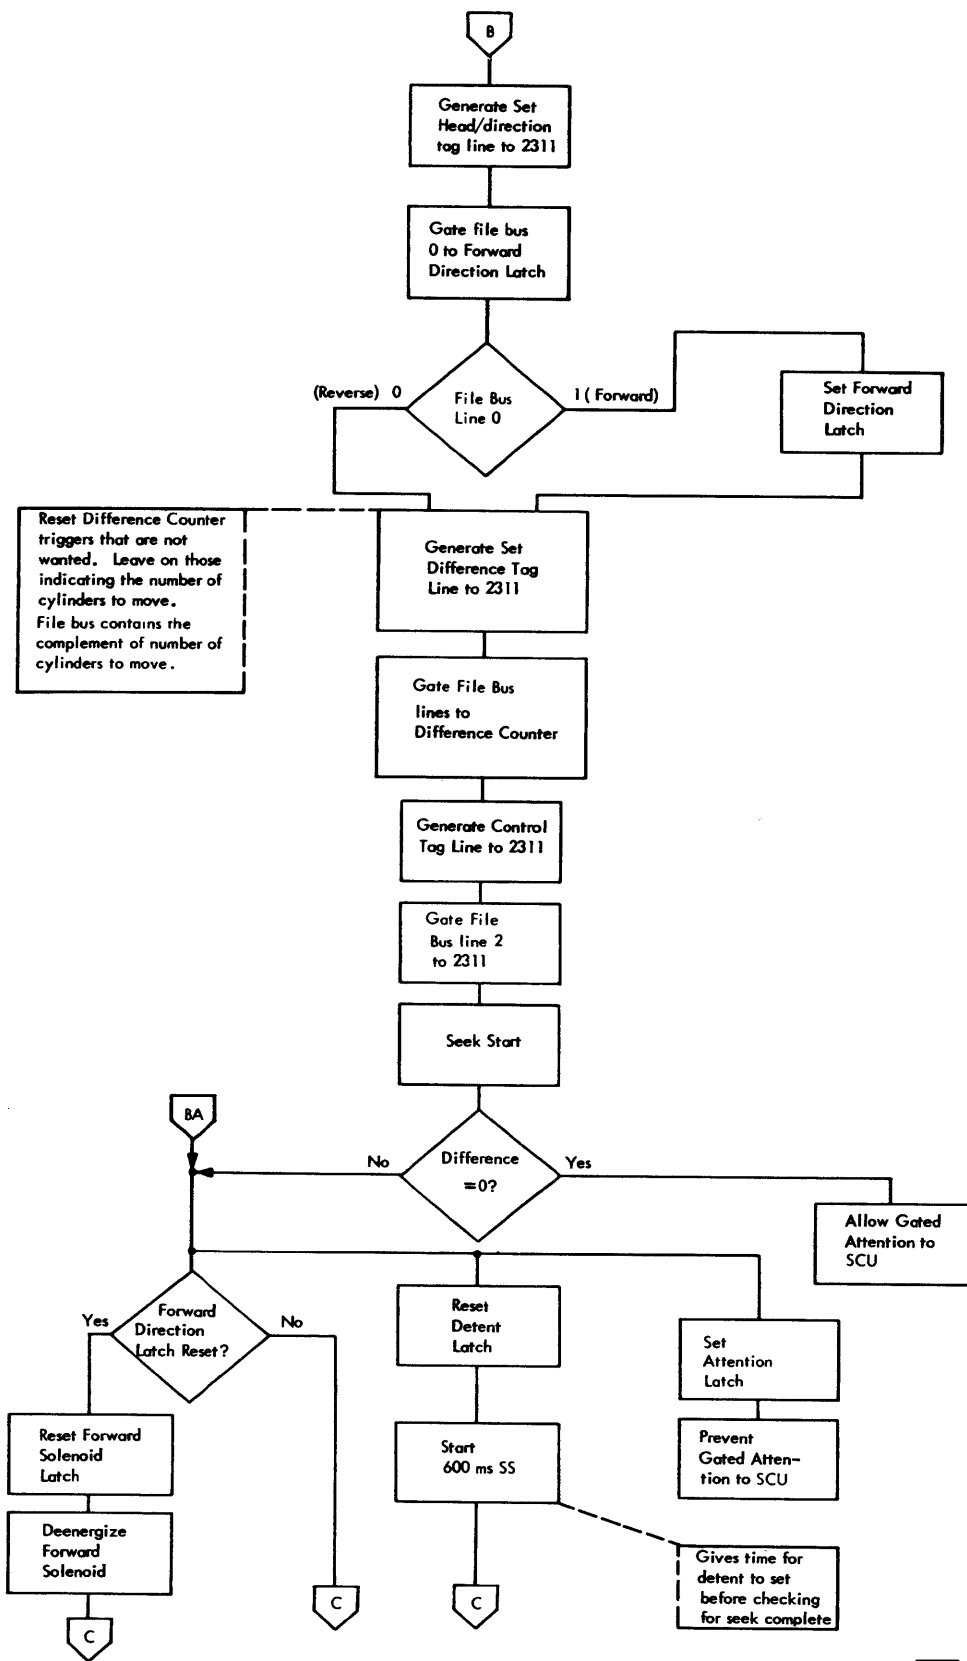 B
Generate Set
Head/direction
tag line to 2311
Gate file bus
0 to Forward
Direction Latch
(Reverse) 0
File Bus
Line 0
1 ( Forward)
Set Forward
Direction
Latch
Reset Difference Counter
triggers that are not
wanted. Leave on those
indicating the number of
cylinders to move.
File bus contains the
complement of number of
cylinders to move.
Generate Set
Difference Tag
Line to 2311
Gate File Bus
lines to
Difference Counter
Generate Control
Tag Line to 2311
Gate File
Bus line 2
to 2311
Seek Start
BA
No
Difference
=0?
Yes
Allow Gated
Attention to
SCU
Yes
Forward
Direction
Latch Reset?
No
Reset
Detent
Latch
Set
Attention
Latch
Reset Forward
Solenoid
Latch
Start
600 ms SS
Prevent
Gated Atten-
tion to SCU
Deenergize
Forward
Solenoid
Gives time for
detent to set
before checking
for seek complete
C
C
C